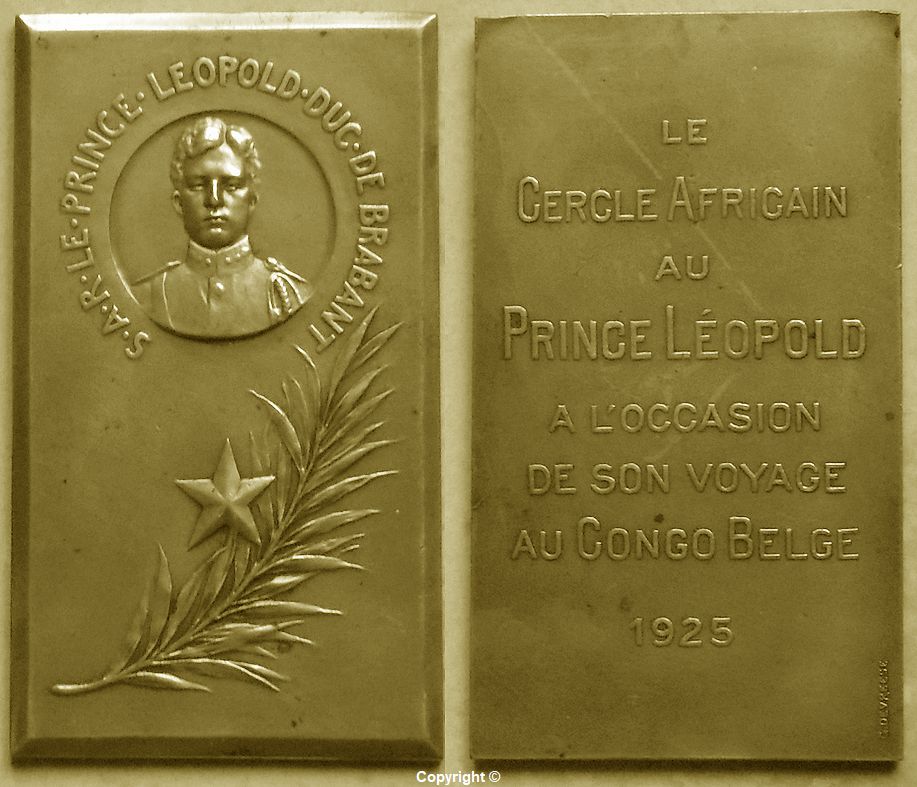 S·A·R·LE·PRINCE·LEOPOLD·DUC·DE BRABANT
LE
CERCLE AFRICAIN
AU
PRINCE LÉOPOLD
A L'OCCASION
DE SON VOYAGE
AU CONGO BELGE
1925
G. DEVREESE
Copyright ©